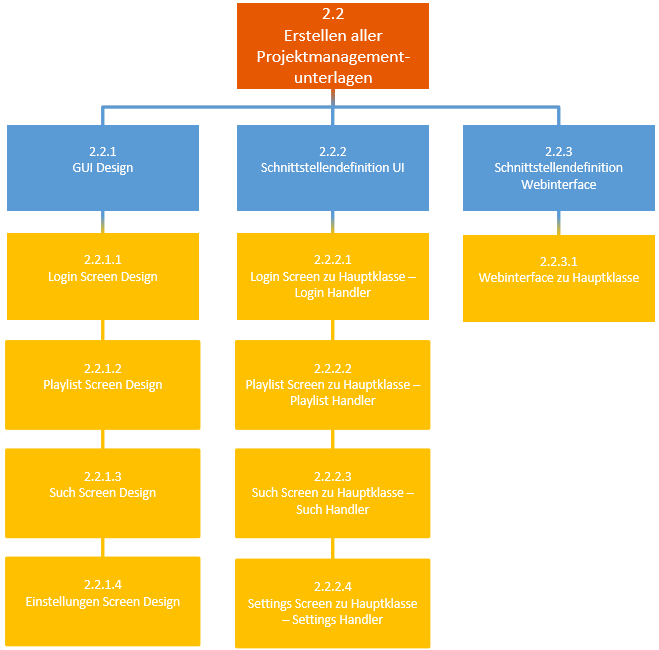 2.2
Erstellen aller
Projektmanagement-
unterlagen
2.2.1
GUI Design
2.2.2
Schnittstellendefinition UI
2.2.3
Schnittstellendefinition
Webinterface
2.2.1.1
Login Screen Design
2.2.2.1
Login Screen zu Hauptklasse –
Login Handler
2.2.3.1
Webinterface zu Hauptklasse
2.2.1.2
Playlist Screen Design
2.2.2.2
Playlist Screen zu Hauptklasse –
Playlist Handler
2.2.1.3
Such Screen Design
2.2.2.3
Such Screen zu Hauptklasse –
Such Handler
2.2.1.4
Einstellungen Screen Design
2.2.2.4
Settings Screen zu Hauptklasse
– Settings Handler